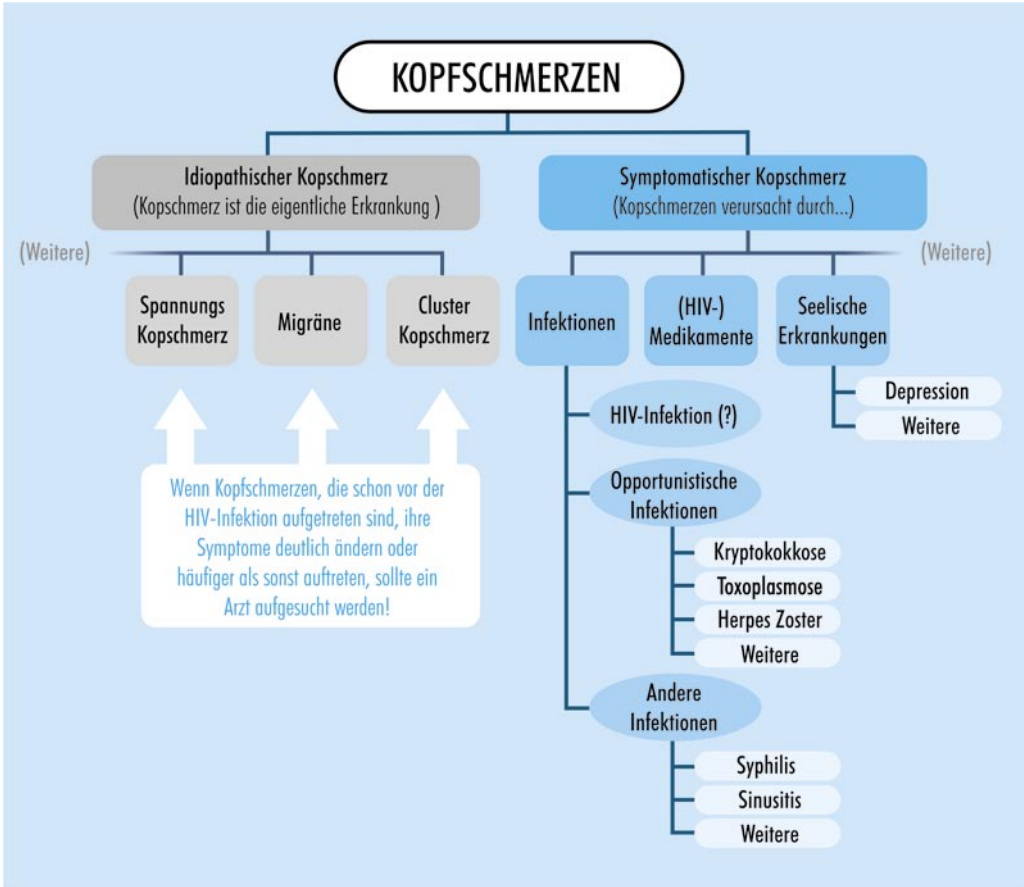 KOPFSCHMERZEN
Idiopathischer Kopschmerz
(Kopschmerz ist die eigentliche Erkrankung )
Symptomatischer Kopschmerz
(Kopschmerzen verursacht durch...)
(Weitere)
(Weitere)
Spannungs
Kopschmerz
Migräne
Cluster
Kopschmerz
Infektionen
(HIV-)
Medikamente
Seelische
Erkrankungen
Depression
Weitere
HIV-Infektion (?)
Opportunistische
Infektionen
Kryptokokkose
Toxoplasmose
Herpes Zoster
Weitere
Andere
Infektionen
Syphilis
Sinusitis
Weitere
Wenn Kopfschmerzen, die schon vor der
HIV-Infektion aufgetreten sind, ihre
Symptome deutlich ändern oder
häufiger als sonst auftreten, sollte ein
Arzt aufgesucht werden!